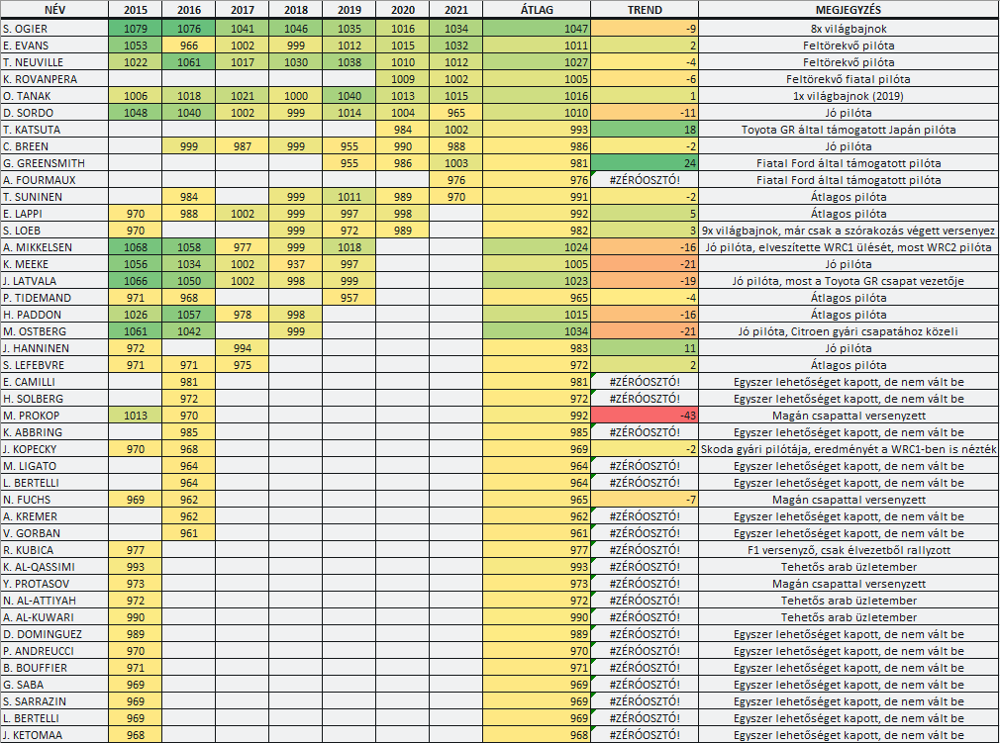 NÉV 2015 2016 2017 2018 2019 2020 2021 ÁTLAG TREND MEGJEGYZÉS
S. OGIER 1079 1076 1041 1046 1035 1016 1034 1047 -9 8x világbajnok
E. EVANS 1053 966 1002 999 1012 1015 1032 1011 2 Feltörekvő pilóta
T. NEUVILLE 1022 1061 1017 1030 1038 1010 1012 1027 -4 Feltörekvő pilóta
K. ROVANPERA 1009 1002 1005 -6 Feltörekvő fiatal pilóta
O. TANAK 1006 1018 1021 1000 1040 1013 1015 1016 1 1x világbajnok (2019)
D. SORDO 1048 1040 1002 999 1014 1004 965 1010 -11 Jó pilóta
T. KATSUTA 984 1002 993 18 Toyota GR által támogatott Japán pilóta
C. BREEN 999 987 999 955 990 988 986 -2 Jó pilóta
G. GREENSMITH 955 986 1003 981 24 Fiatal Ford által támogatott pilóta
A. FOURMAUX 976 976 #ZÉRÓOSZTÓ! Fiatal Ford által támogatott pilóta
T. SUNINEN 984 999 1011 989 970 991 -2 Átlagos pilóta
E. LAPPI 970 988 1002 999 997 998 992 5 Átlagos pilóta
S. LOEB 970 999 972 989 982 3 9x világbajnok, már csak a szórakozás végett versenyez
A. MIKKELSEN 1068 1058 977 999 1018 1024 -16 Jó pilóta, elveszítette WRC1 ülését, most WRC2 pilóta
K. MEEKE 1056 1034 1002 937 997 1005 -21 Jó pilóta
J. LATVALA 1066 1050 1002 998 999 1023 -19 Jó pilóta, most a Toyota GR csapat vezetője
P. TIDEMAND 971 968 957 965 -4 Átlagos pilóta
H. PADDON 1026 1057 978 998 1015 -16 Átlagos pilóta
M. OSTBERG 1061 1042 999 1034 -21 Jó pilóta, Citroen gyári csapatához közeli
J. HANNINEN 972 994 983 11 Jó pilóta
S. LEFEBVRE 971 971 975 972 2 Átlagos pilóta
E. CAMILLI 981 981 #ZÉRÓOSZTÓ! Egyszer lehetőséget kapott, de nem vált be
H. SOLBERG 972 972 #ZÉRÓOSZTÓ! Egyszer lehetőséget kapott, de nem vált be
M. PROKOP 1013 970 992 -43 Magán csapattal versenyzett
K. ABBRING 985 985 #ZÉRÓOSZTÓ! Egyszer lehetőséget kapott, de nem vált be
J. KOPECKY 970 968 969 -2 Skoda gyári pilótája, eredményét a WRC1-ben is nézték
M. LIGATO 964 964 #ZÉRÓOSZTÓ! Egyszer lehetőséget kapott, de nem vált be
L. BERTELLI 964 964 #ZÉRÓOSZTÓ! Egyszer lehetőséget kapott, de nem vált be
N. FUCHS 969 962 965 -7 Magán csapattal versenyzett
A. KREMER 962 962 #ZÉRÓOSZTÓ! Egyszer lehetőséget kapott, de nem vált be
V. GORBAN 961 961 #ZÉRÓOSZTÓ! Egyszer lehetőséget kapott, de nem vált be
R. KUBICA 977 977 #ZÉRÓOSZTÓ! F1 versenyző, csak élvezetből rallyzott
K. AL-QASSIMI 993 993 #ZÉRÓOSZTÓ! Tehetős arab üzletember
Y. PROTASOV 973 973 #ZÉRÓOSZTÓ! Magán csapattal versenyzett
N. AL-ATTIYAH 972 972 #ZÉRÓOSZTÓ! Tehetős arab üzletember
A. AL-KUWARI 990 990 #ZÉRÓOSZTÓ! Tehetős arab üzletember
D. DOMINGUEZ 989 989 #ZÉRÓOSZTÓ! Egyszer lehetőséget kapott, de nem vált be
P. ANDREUCCI 970 970 #ZÉRÓOSZTÓ! Egyszer lehetőséget kapott, de nem vált be
B. BOUFFIER 971 971 #ZÉRÓOSZTÓ! Egyszer lehetőséget kapott, de nem vált be
G. SABA 969 969 #ZÉRÓOSZTÓ! Egyszer lehetőséget kapott, de nem vált be
S. SARRAZIN 969 969 #ZÉRÓOSZTÓ! Egyszer lehetőséget kapott, de nem vált be
L. BERTELLI 969 969 #ZÉRÓOSZTÓ! Egyszer lehetőséget kapott, de nem vált be
J. KETOMAA 968 968 #ZÉRÓOSZTÓ! Egyszer lehetőséget kapott, de nem vált be